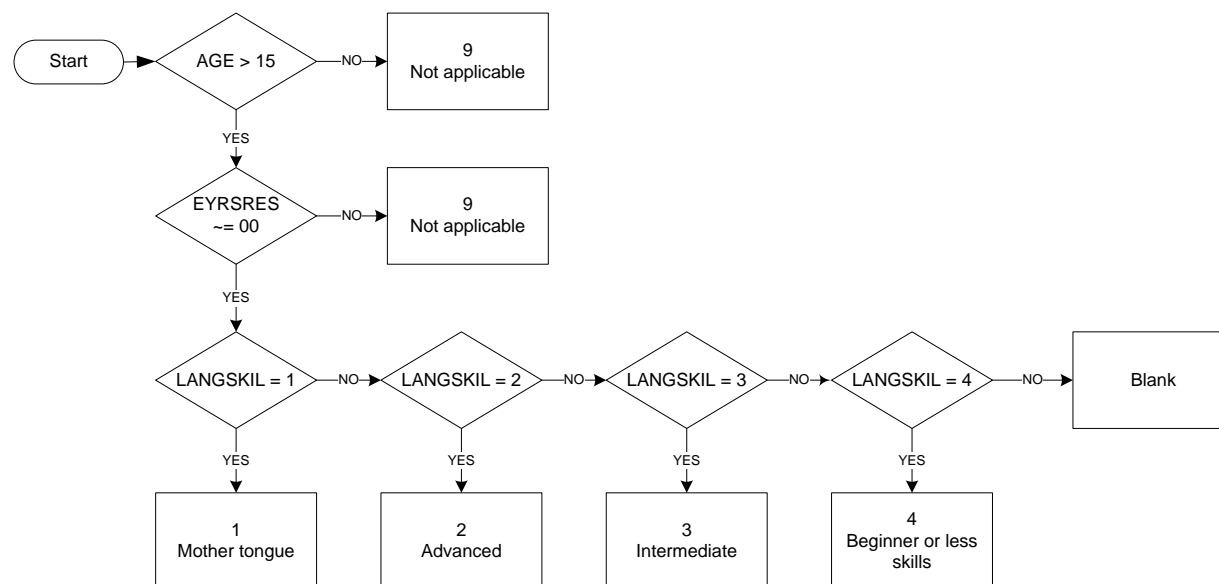 Start
AGE > 15
NO
9
Not applicable
YES
EYRSRES
~= 00
NO
9
Not applicable
YES
LANGSKIL = 1
NO
LANGSKIL = 2
NO
LANGSKIL = 3
NO
LANGSKIL = 4
NO
Blank
YES
YES
YES
YES
1
Mother tongue
2
Advanced
3
Intermediate
4
Beginner or less
skills